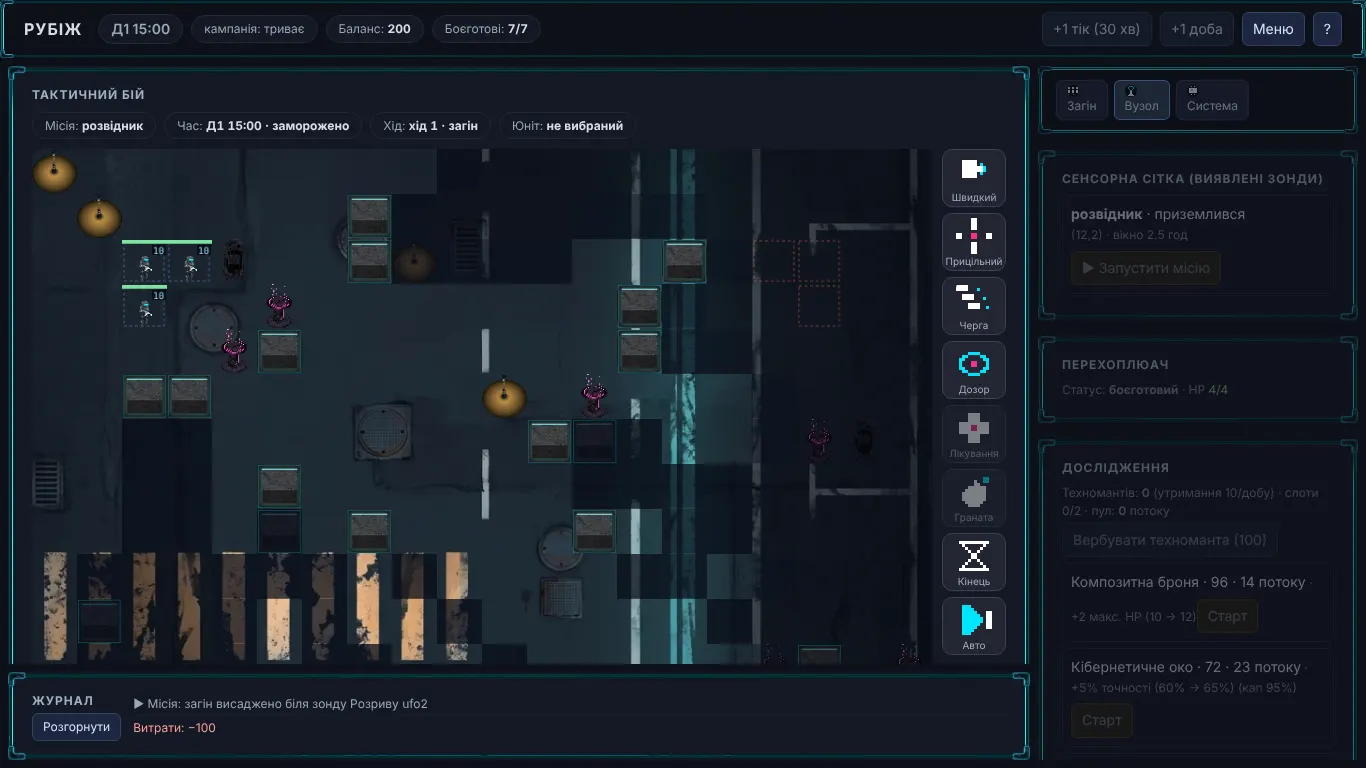 РУБІЖ
Д1 15:00
кампанія: триває
Баланс: 200
Боєготові: 7/7
+1 тік (30 хв)
+1 доба
Меню
?
ТАКТИЧНИЙ БІЙ
Місія: розвідник
Час: Д1 15:00 · заморожено
Хід: хід 1 · загін
Юніт: не вибраний
10
10
10
Швидкий
Прицільний
Черга
Дозор
Лікування
Граната
Кінець
Авто
Загін
Вузол
Система
СЕНСОРНА СІТКА (ВИЯВЛЕНІ ЗОНДИ)
розвідник · приземлився
(12,2) · вікно 2.5 год
▶ Запустити місію
ПЕРЕХОПЛЮВАЧ
Статус: боєготовий · HP 4/4
ДОСЛІДЖЕННЯ
Техномантів: 0 (утримання 10/добу) · слоти
0/2 · пул: 0 потоку
Вербувати техноманта (100)
Композитна броня · 96 · 14 потоку ·
+2 макс. HP (10 → 12)
Старт
Кібернетичне око · 72 · 23 потоку ·
+5% точності (60% → 65%) (кап 95%)
Старт
ЖУРНАЛ
Розгорнути
▶ Місія: загін висаджено біля зонду Розриву ufo2
Витрати: −100